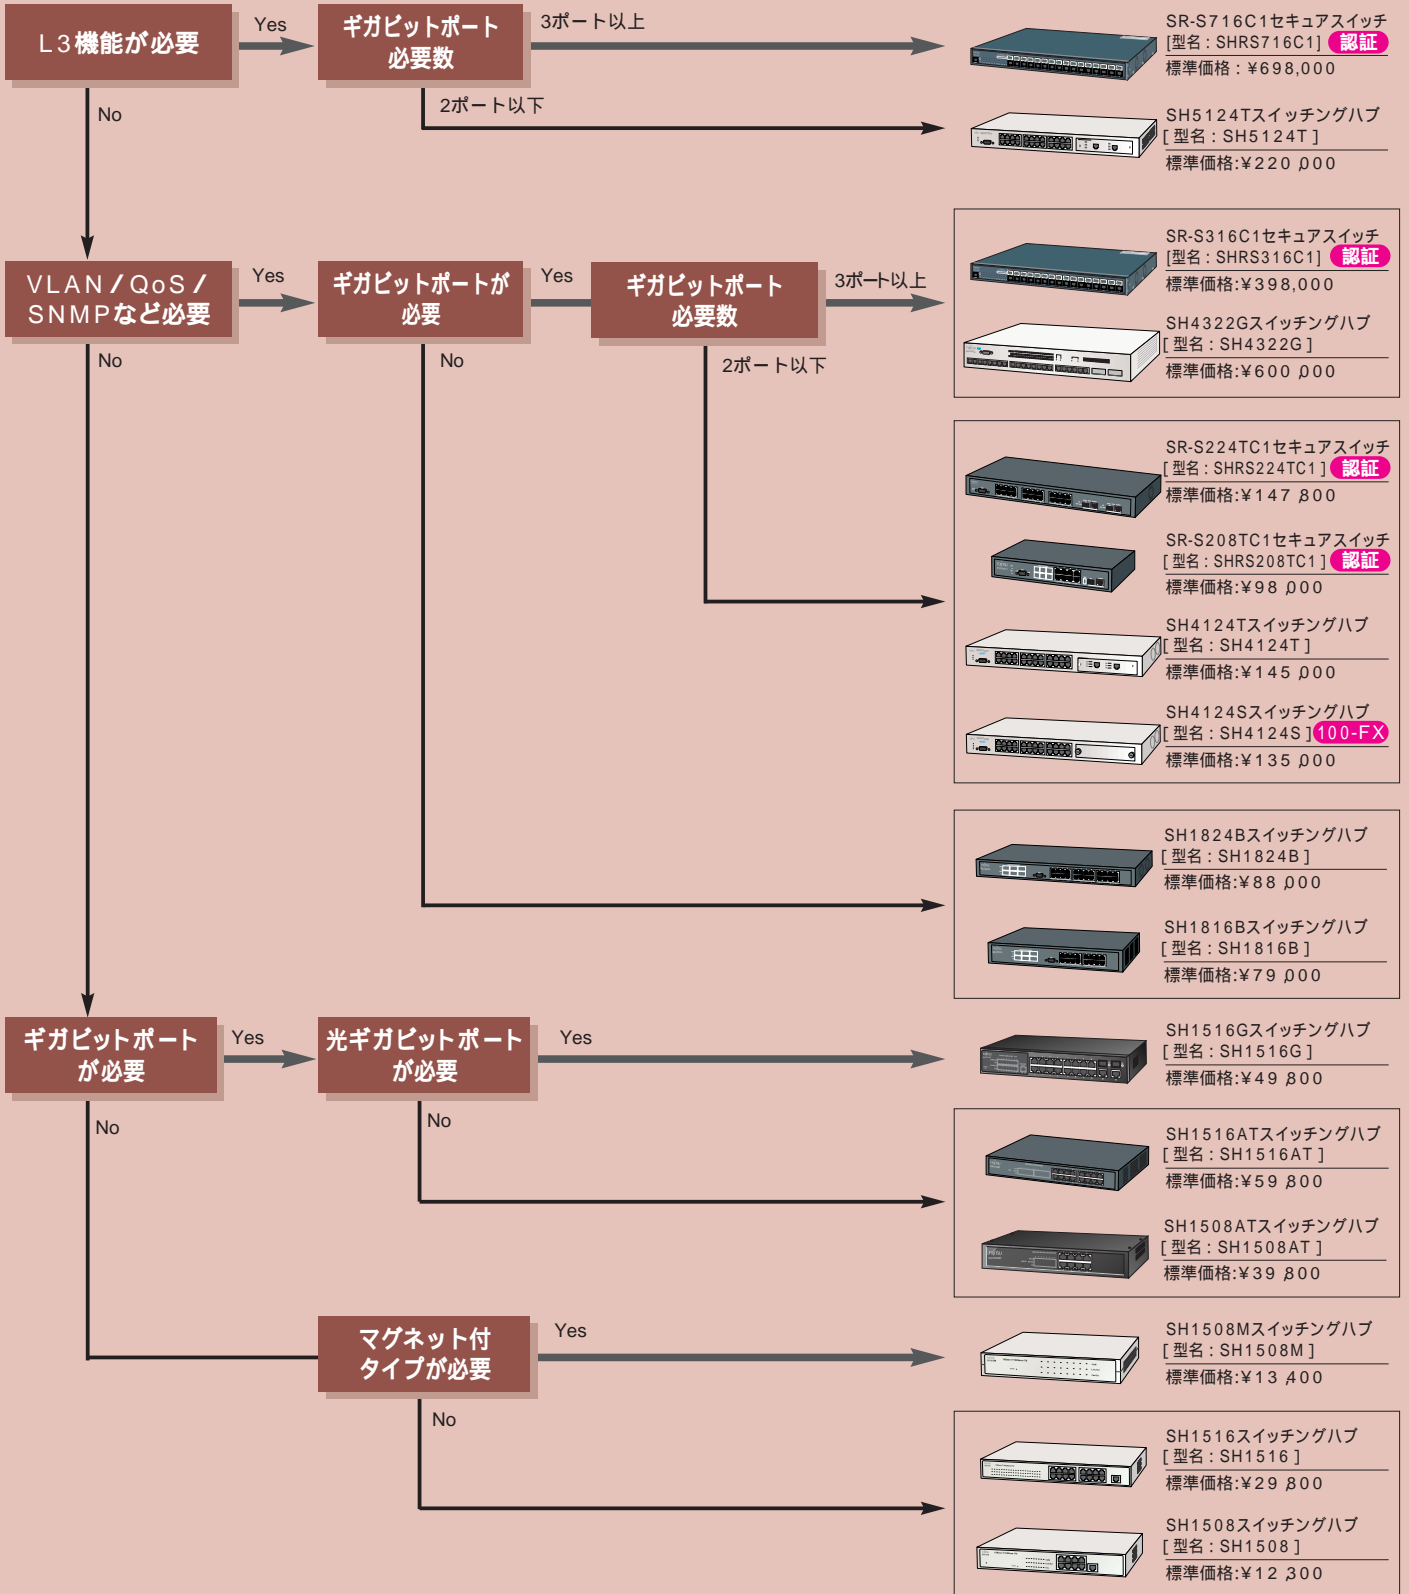 L3機能が必要
Yes
ギガビットポート
必要数
3ポート以上
2ポート以下
No
SR-S716C1セキュアスイッチ
[型名:SHRS716C1] 認証
標準価格:¥698,000
SH5124Tスイッチングハブ
[型名:SH5124T]
標準価格:¥220,000
VLAN/QoS/
SNMPなど必要
Yes
ギガビットポートが
必要
Yes
ギガビットポート
必要数
3ポート以上
No
No
2ポート以下
SR-S316C1セキュアスイッチ
[型名:SHRS316C1] 認証
標準価格:¥398,000
SH4322Gスイッチングハブ
[型名:SH4322G]
標準価格:¥600,000
SR-S224TC1セキュアスイッチ
[型名:SHRS224TC1] 認証
標準価格:¥147,800
SR-S208TC1セキュアスイッチ
[型名:SHRS208TC1] 認証
標準価格:¥98,000
SH4124Tスイッチングハブ
[型名:SH4124T]
標準価格:¥145,000
SH4124Sスイッチングハブ
[型名:SH4124S] 100-FX
標準価格:¥135,000
SH1824Bスイッチングハブ
[型名:SH1824B]
標準価格:¥88,000
SH1816Bスイッチングハブ
[型名:SH1816B]
標準価格:¥79,000
ギガビットポート
が必要
Yes
光ギガビットポート
が必要
Yes
No
No
SH1516Gスイッチングハブ
[型名:SH1516G]
標準価格:¥49,800
SH1516ATスイッチングハブ
[型名:SH1516AT]
標準価格:¥59,800
SH1508ATスイッチングハブ
[型名:SH1508AT]
標準価格:¥39,800
マグネット付
タイプが必要
Yes
No
SH1508Mスイッチングハブ
[型名:SH1508M]
標準価格:¥13,400
SH1516スイッチングハブ
[型名:SH1516]
標準価格:¥29,800
SH1508スイッチングハブ
[型名:SH1508]
標準価格:¥12,300